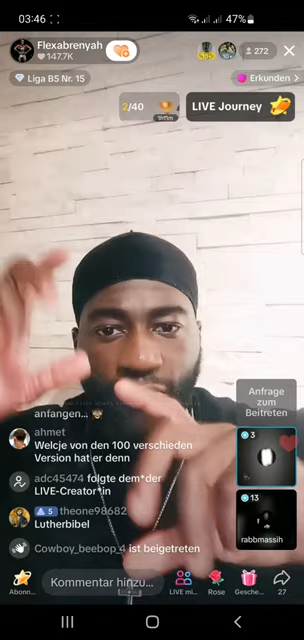 03:46
47%
Flexabrenyah
147.7K
10+
272
Liga B5 Nr. 15
Erkunden
2/40
1h11m
LIVE Journey
Anfrage
zum
Beitreten
anfangen,,
ahmet
Welcje von den 100 verschieden
Version hat er denn
adc45474 folgte dem*der
LIVE-Creator*in
5 theone98682
Lutherbibel
Cowboy_beebop_4 ist beigetreten
3
13
rabbmassih
Kommentar hinzu...
Abonn...
LIVE mi...
Rose
Gesche...
27